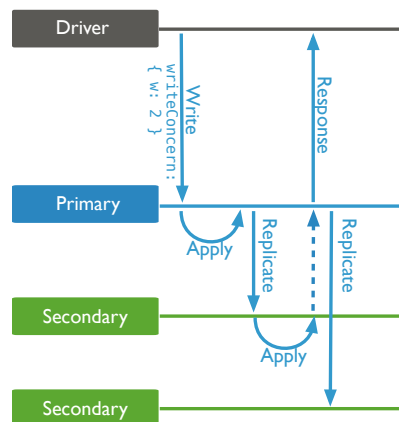 Driver
Write
writeConcern:
{ w: 2 }
Response
Primary
Apply
Replicate
Replicate
Secondary
Apply
Secondary